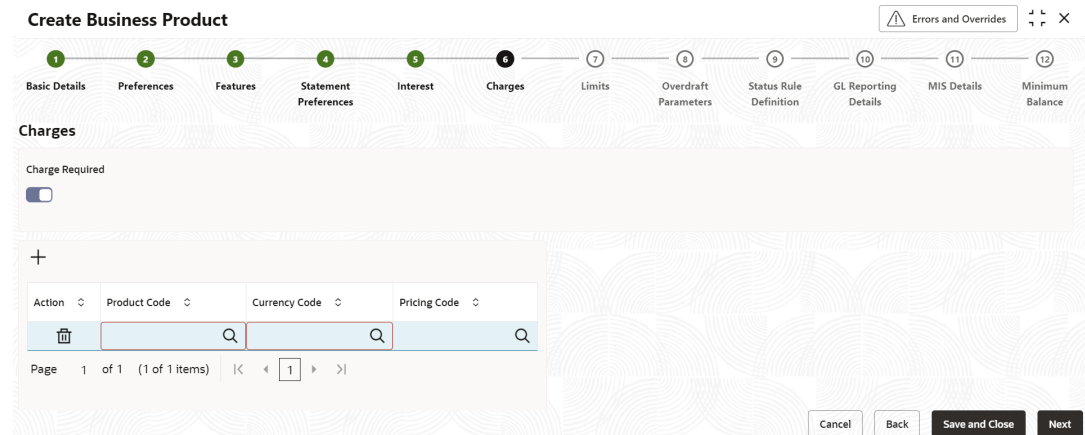 Create Business Product
Errors and Overrides
1 2 3 4 5 6 7 8 9 10 11 12
Basic Details Preferences Features Statement Preferences Interest Charges Limits Overdraft Parameters Status Rule Definition GL Reporting Details MIS Details Minimum Balance
Charges
Charge Required
Action Product Code Currency Code Pricing Code
Page 1 of 1 (1 of 1 items) 1
Cancel Back Save and Close Next